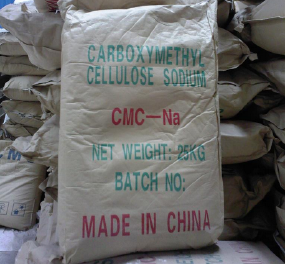 CARBOXYMETHYL
CELLULOSE SODIUM
CMC—Na
NET WEIGHT: 25KG
BATCH NO:
MADE IN CHINA